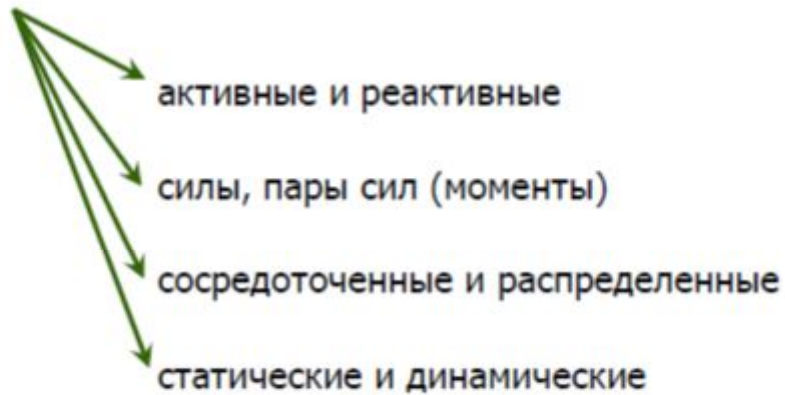 активные и реактивные
силы, пары сил (моменты)
сосредоточенные и распределенные
статические и динамические